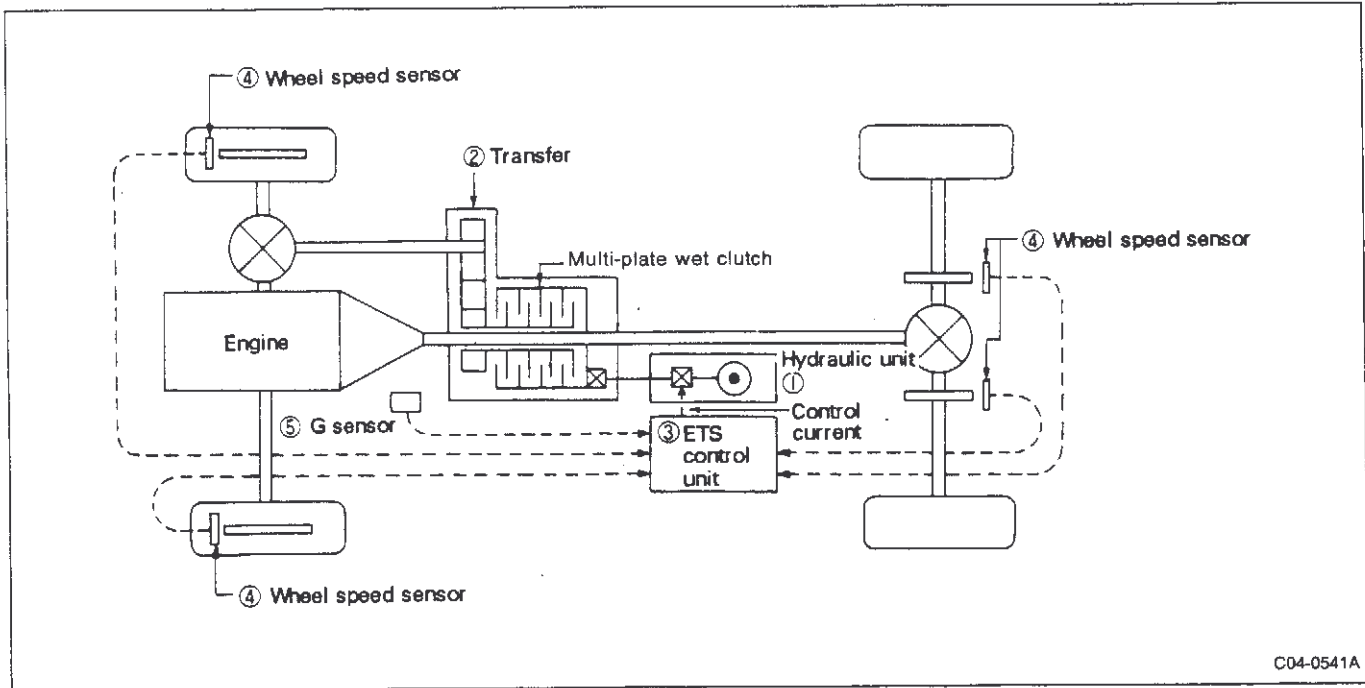 ④ Wheel speed sensor
② Transfer
④ Wheel speed sensor
Multi-plate wet clutch
Engine
Hydraulic unit
①
Control
current
⑤ G sensor
③ ETS
control
unit
④ Wheel speed sensor
C04-0541A